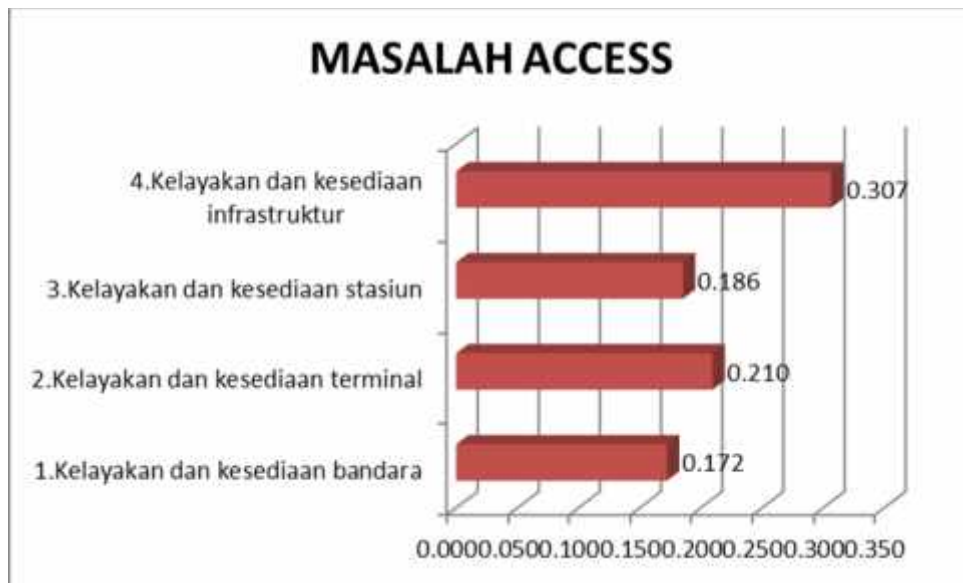 MASALAH ACCESS
4.Kelayakan dan kesediaan
infrastruktur
0.307
3.Kelayakan dan kesediaan stasiun
0.186
2.Kelayakan dan kesediaan terminal
0.210
1.Kelayakan dan kesediaan bandara
0.172
0.0000.0500.1000.1500.2000.2500.3000.350